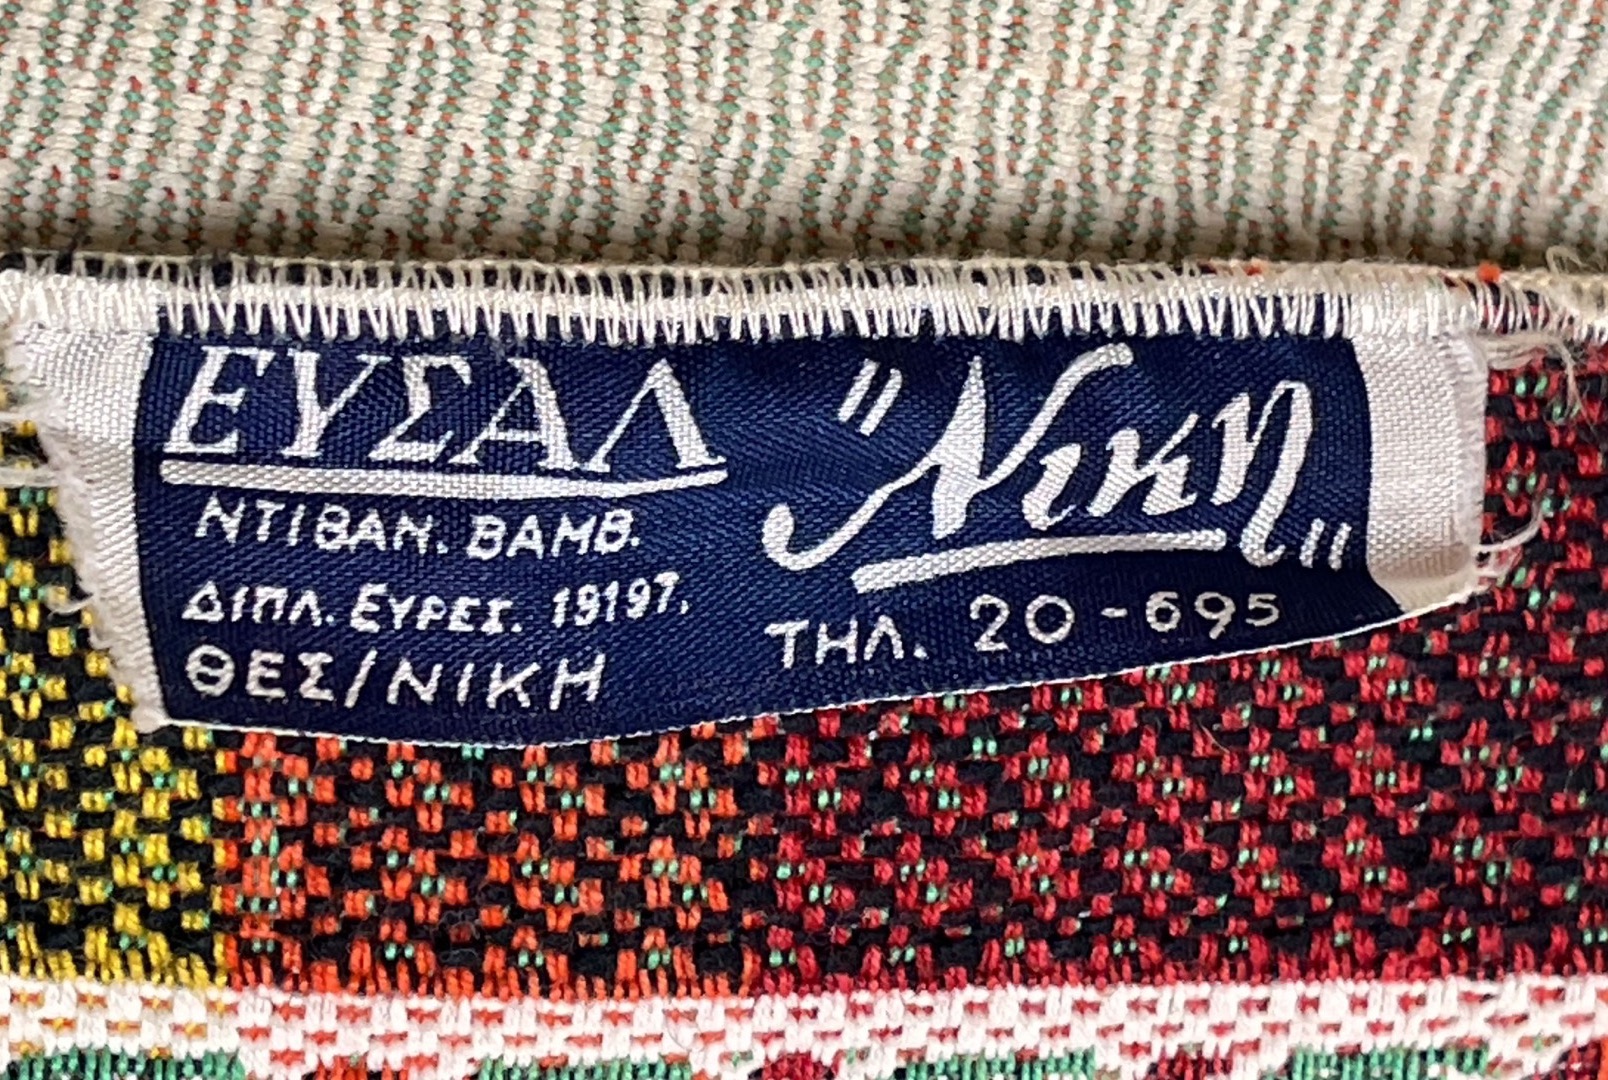 ΕΥΣΑΛ
ΝΤΙΒΑΝ. ΒΑΜΒ.
ΔΙΠΛ. ΕΥΡΕΣ. 19197.
ΘΕΣ/ΝΙΚΗ
"Νικη"
ΤΗΛ. 20-695